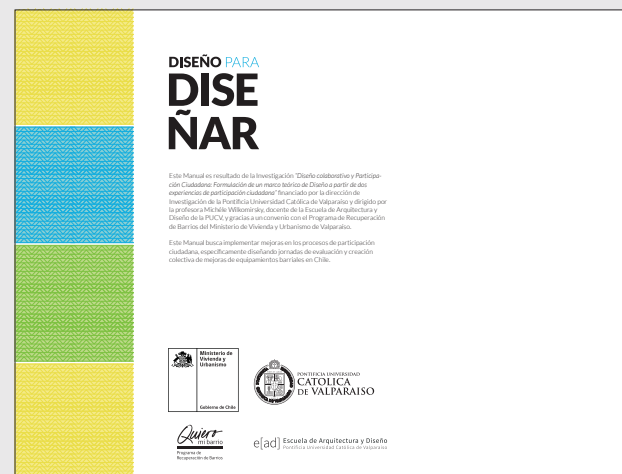 DISEÑO PARA
DISE
ÑAR
Este Manual es resultado de la Investigación "Diseño colaborativo y Participa-
ción Ciudadana: Formulación de un marco teórico de Diseño a partir de dos
experiencias de participación ciudadana" financiado por la dirección de
Investigación de la Pontificia Universidad Católica de Valparaíso y dirigido por
la profesora Michèle Wilkomirsky, docente de la Escuela de Arquitectura y
Diseño de la PUCV, y gracias a un convenio con el Programa de Recuperación
de Barrios del Ministerio de Vivienda y Urbanismo de Valparaíso.
Este Manual busca implementar mejoras en los procesos de participación
ciudadana, específicamente diseñando jornadas de evaluación y creación
colectiva de mejoras de equipamientos barriales en Chile.
Ministerio de
Vivienda y
Urbanismo
Gobierno de Chile
PONTIFICIA UNIVERSIDAD
CATOLICA
DE VALPARAISO
Quiero
mi barrio
Programa de
Recuperación de Barrios
e[ad] Escuela de Arquitectura y Diseño
Pontificia Universidad Católica de Valparaíso